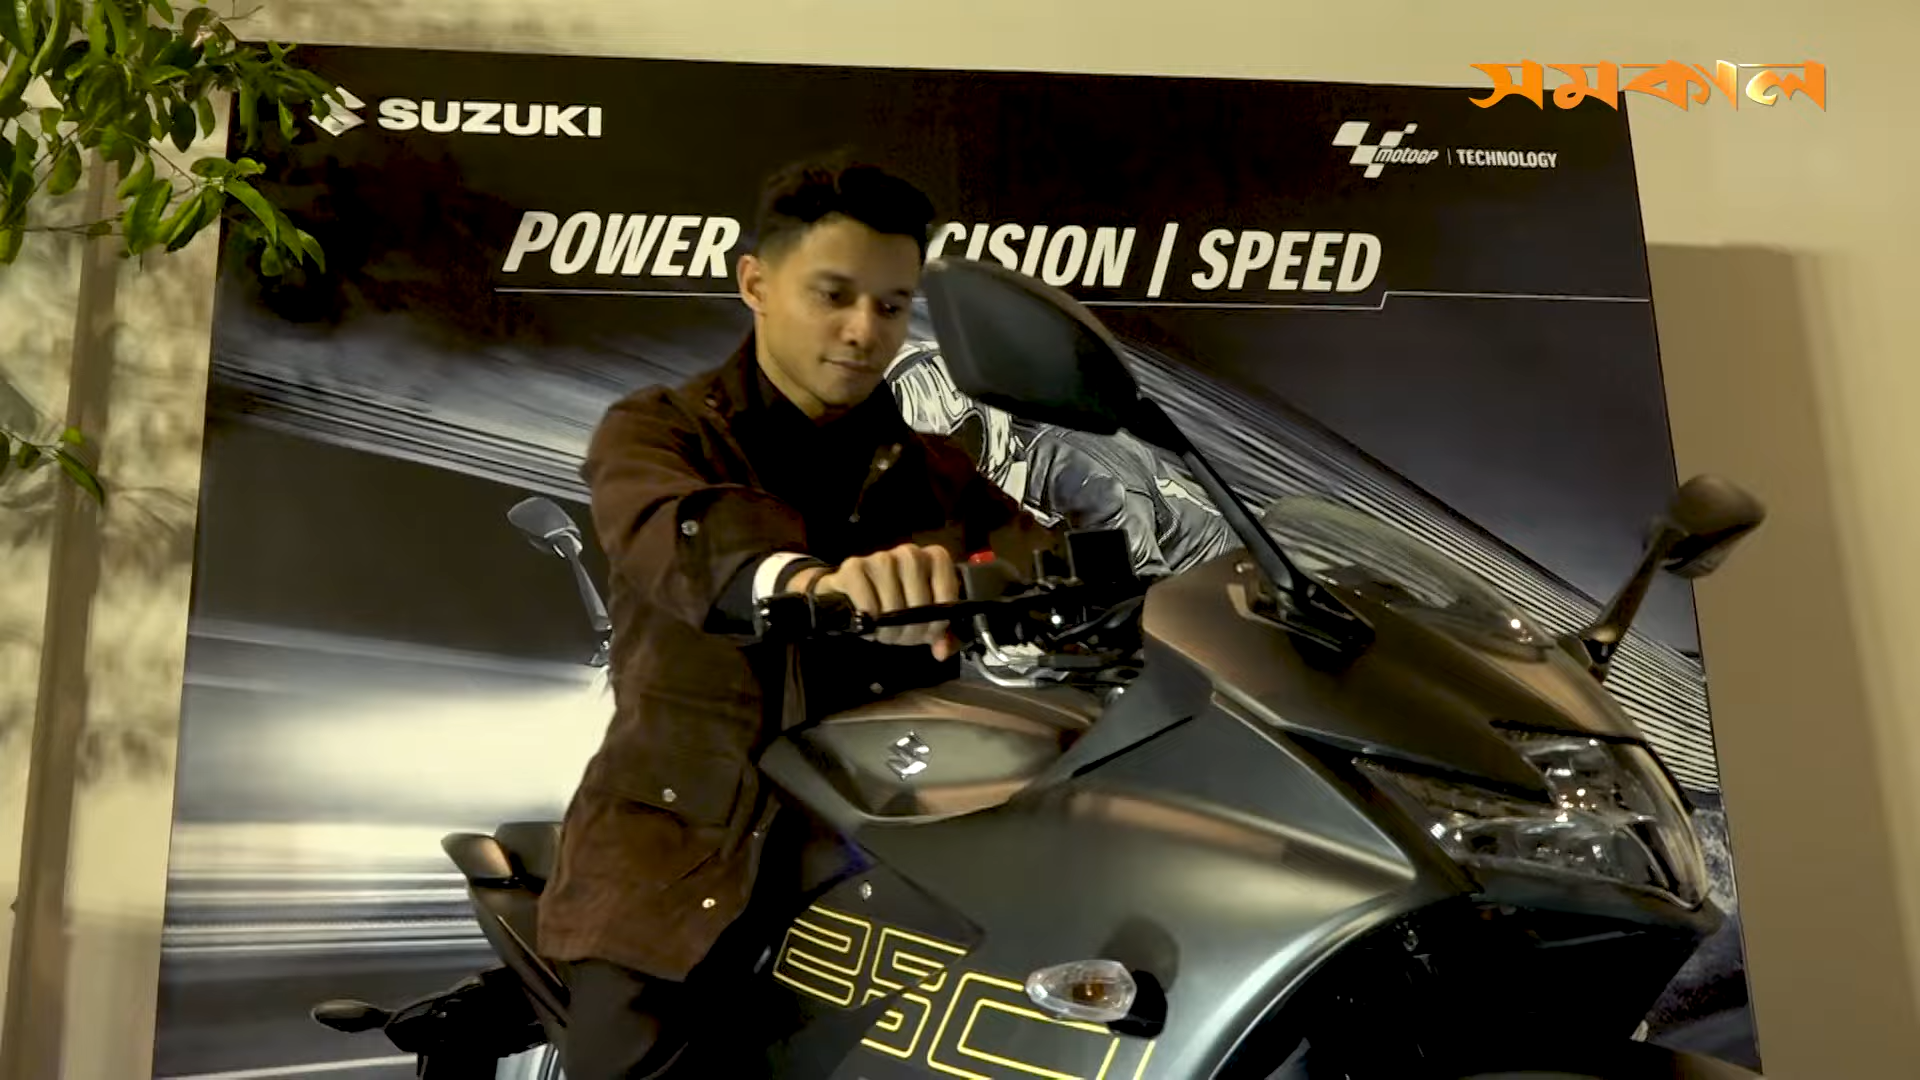 সমকাল
SUZUKI
motoGP | TECHNOLOGY
POWER CISION | SPEED
250